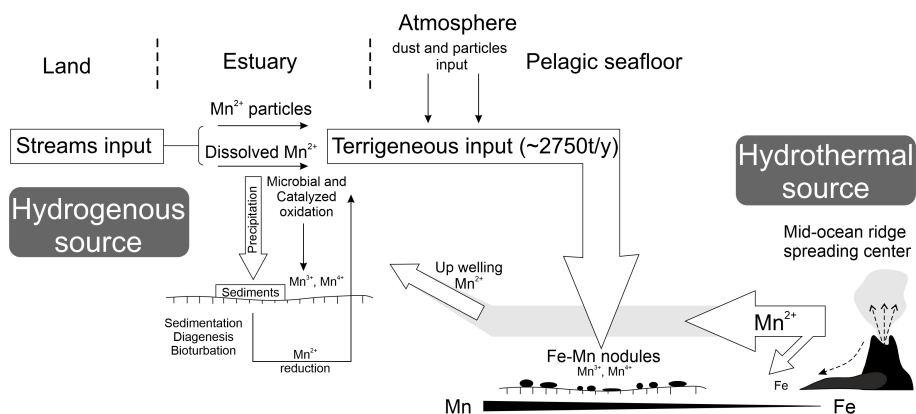 Atmosphere
dust and particles
input
Land
Estuary
Pelagic seafloor
Mn²⁺ particles
Streams input
Dissolved Mn²⁺
Terrigeneous input (~2750t/y)
Hydrothermal
source
Hydrogenous
source
Precipitation
Microbial and
Catalyzed
oxidation
Mid-ocean ridge
spreading center
Up welling
Mn²⁺
Mn³⁺, Mn⁴⁺
Sediments
Mn²⁺
Sedimentation
Diagenesis
Bioturbation
Mn²⁺
reduction
Fe-Mn nodules
Mn³⁺, Mn⁴⁺
Fe
Mn
Fe